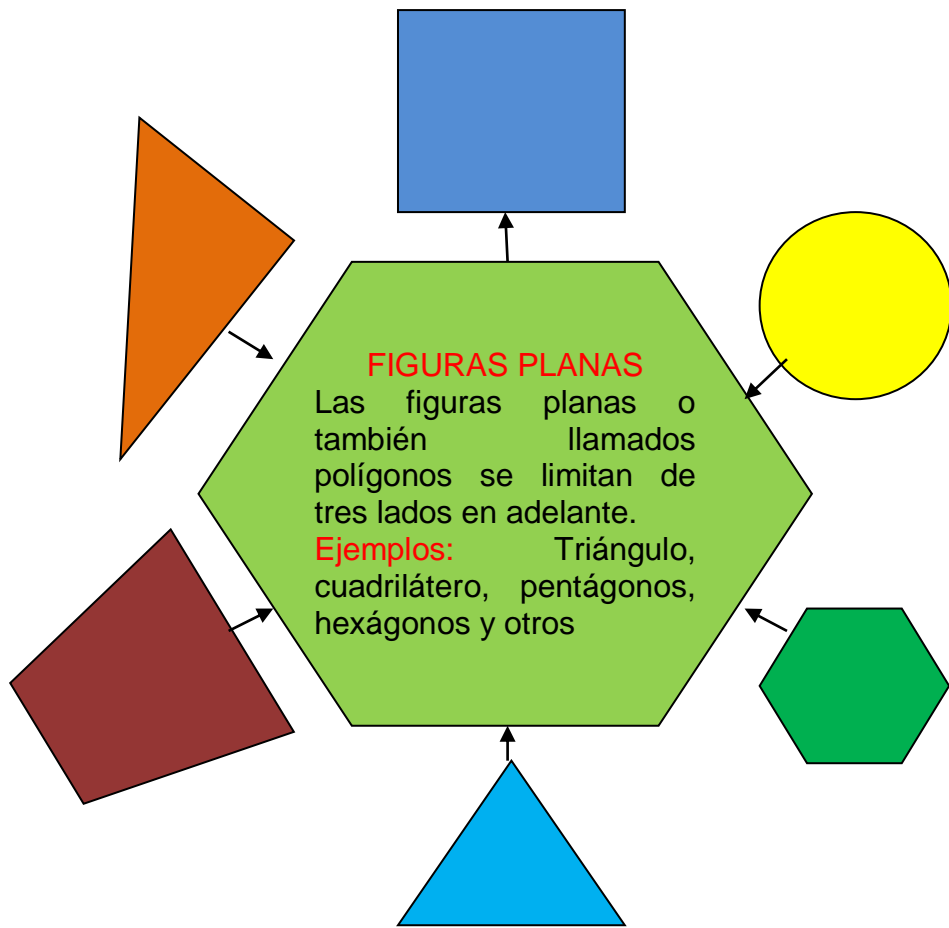 FIGURAS PLANAS
Las figuras planas o
también llamados
polígonos se limitan de
tres lados en adelante.
Ejemplos: Triángulo,
cuadrilátero, pentágonos,
hexágonos y otros